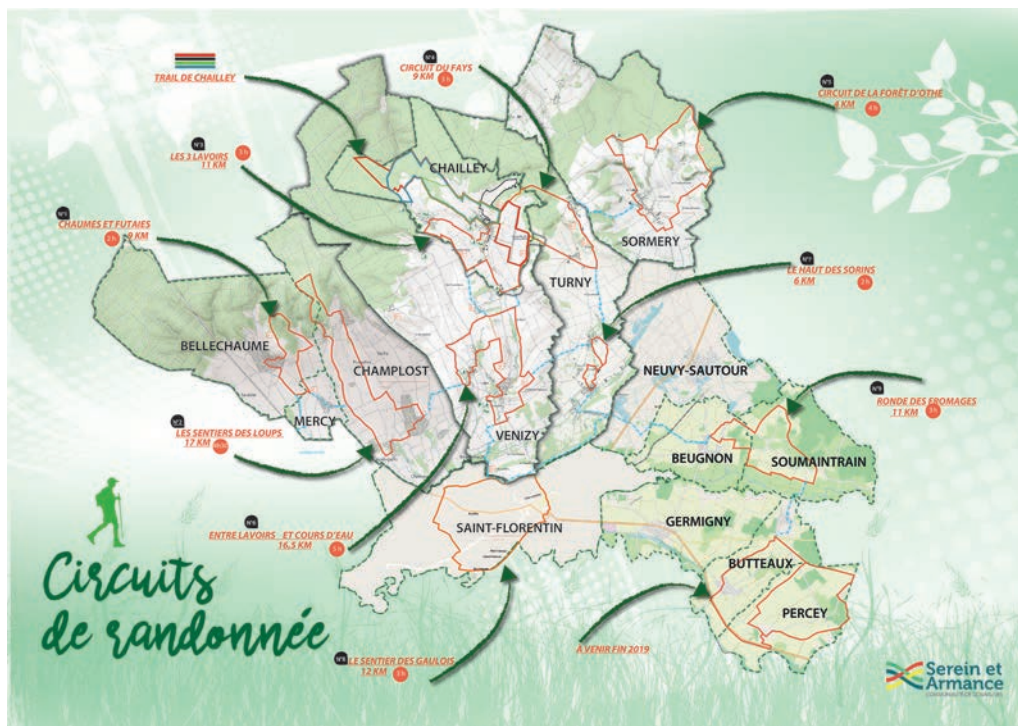 TRAIL DE CHAILLEY
N°4
CIRCUIT DU FAYS
9 KM 3 h
N°5
CIRCUIT DE LA FORÊT D'OTHE
4 KM 4 h
N°3
LES 3 LAVOIRS 3 h
11 KM
CHAILLEY
N°1
CHAUMES ET FUTAIES
9 KM
SORMERY
N°7
LE HAUT DES SORINS
6 KM 2 h
TURNY
BELLECHAUME
CHAMPLOST
NEUVY-SAUTOUR
N°9
RONDE DES FROMAGES
11 KM 3 h
MERCY
N°2
LES SENTIERS DES LOUPS
17 KM
VENIZY
BEUGNON
SOUMAINTRAIN
N°6
ENTRE LAVOIRS ET COURS D'EAU
16,5 KM
SAINT-FLORENTIN
GERMIGNY
BUTTEAUX
PERCEY
Circuits
de randonnée
N°8
LE SENTIER DES GAULOIS
12 KM 3 h
A VENIR FIN 2019
Serein et
Armance
COMMUNAUTÉ DE COMMUNES